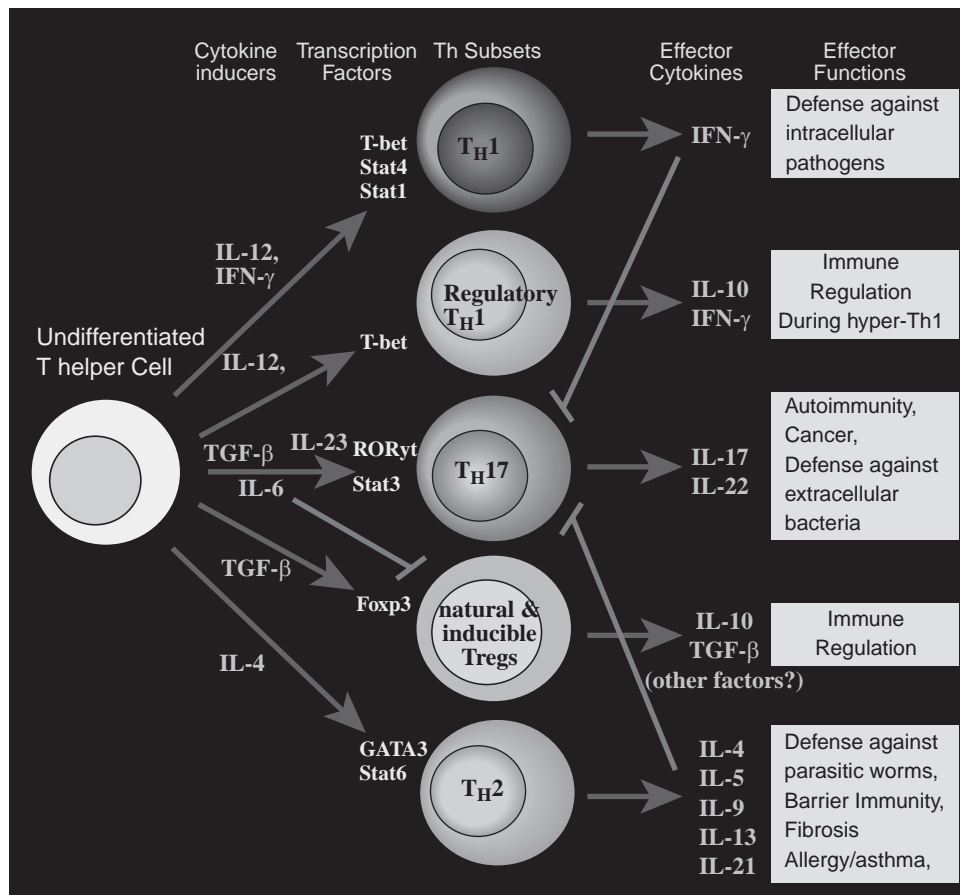 Cytokine
inducers
Transcription
Factors
Th Subsets
Effector
Cytokines
Effector
Functions
T-bet
Stat4
Stat1
TH1
IFN-γ
Defense against
intracellular
pathogens
IL-12,
IFN-γ
Regulatory
TH1
IL-10
IFN-γ
Immune
Regulation
During hyper-Th1
Undifferentiated
T helper Cell
IL-12,
T-bet
TGF-β
IL-6
IL-23
RORyt
Stat3
TH17
IL-17
IL-22
Autoimmunity,
Cancer,
Defense against
extracellular
bacteria
TGF-β
Foxp3
natural &
inducible
Tregs
IL-10
TGF-β
(other factors?)
Immune
Regulation
IL-4
GATA3
Stat6
TH2
IL-4
IL-5
IL-9
IL-13
IL-21
Defense against
parasitic worms,
Barrier Immunity,
Fibrosis
Allergy/asthma,